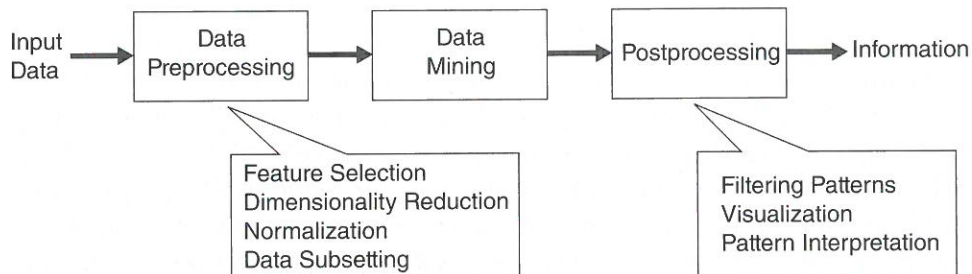 Input
Data
Data
Preprocessing
Data
Mining
Postprocessing
Information
Feature Selection
Dimensionality Reduction
Normalization
Data Subsetting
Filtering Patterns
Visualization
Pattern Interpretation